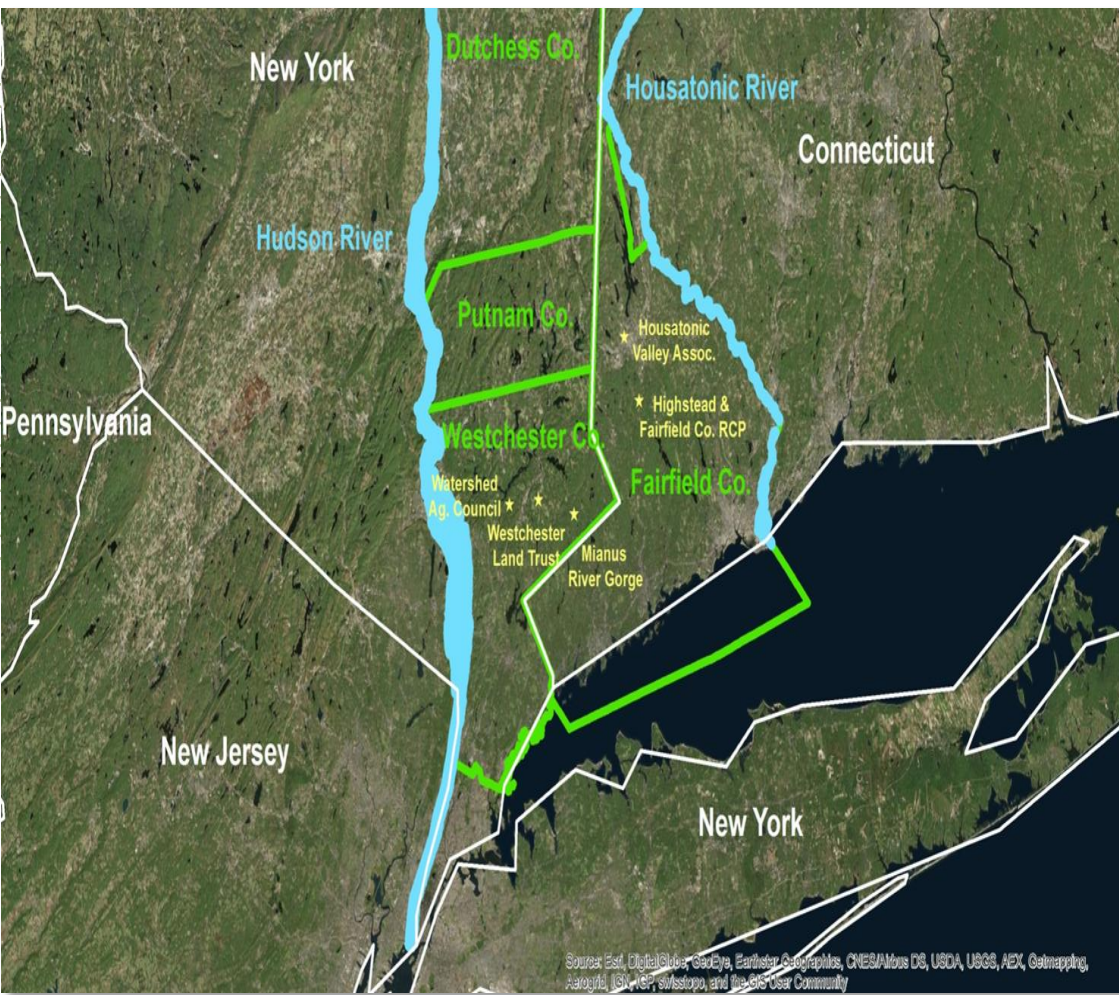 Dutchess Co.
New York
Housatonic River
Connecticut
Hudson River
Putnam Co.
Housatonic
Valley Assoc.
Pennsylvania
Highstead &
Fairfield Co. RCP
Westchester Co.
Fairfield Co.
Watershed
Ag. Council
Westchester
Land Trust
Mianus
River Gorge
New Jersey
New York
Source: Esri, DigitalGlobe, GeoEye, Earthstar Geographics, CNES/Airbus DS, USDA, USGS, AEX, Getmapping,
Aerogrid, IGN, IGP, swisstopo, and the GIS User Community